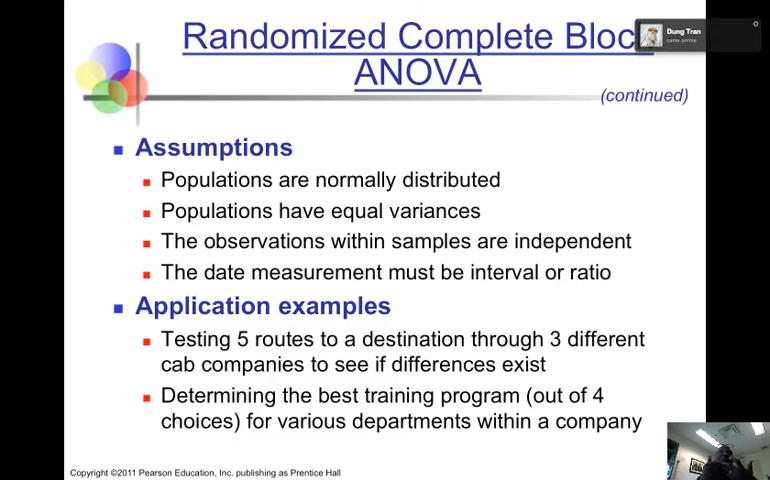 Randomized Complete Bloc
ANOVA
(continued)
Dung Tran
came online
Assumptions
Populations are normally distributed
Populations have equal variances
The observations within samples are independent
The date measurement must be interval or ratio
Application examples
Testing 5 routes to a destination through 3 different
cab companies to see if differences exist
Determining the best training program (out of 4
choices) for various departments within a company
Copyright ©2011 Pearson Education, Inc. publishing as Prentice Hall